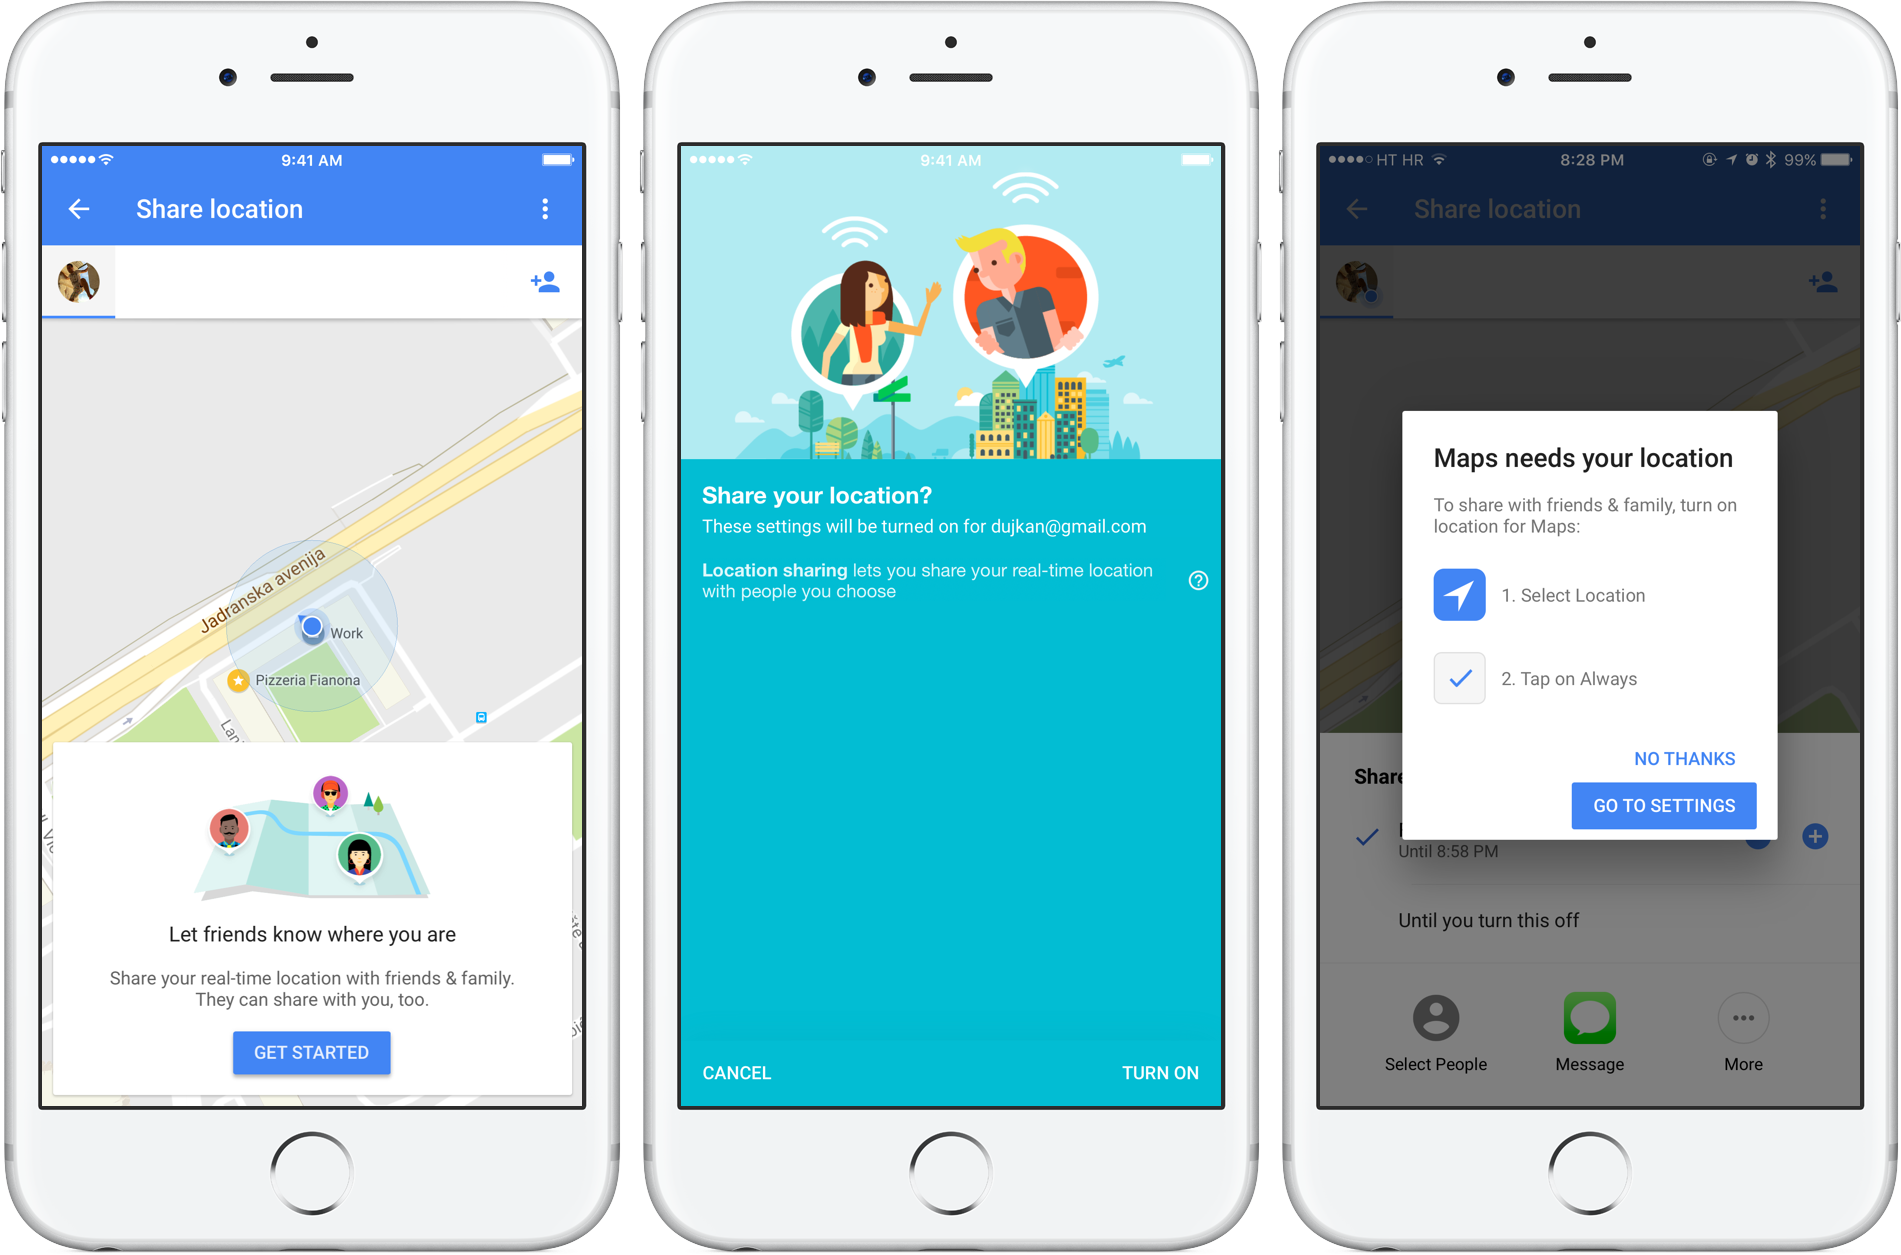 9:41 AM
Share location
Jadranska avenija
Work
Pizzeria Fianona
Let friends know where you are
Share your real-time location with friends & family.
They can share with you, too.
GET STARTED
9:41 AM
Share your location?
These settings will be turned on for dujkan@gmail.com
Location sharing lets you share your real-time location
with people you choose
CANCEL
TURN ON
HT HR
8:28 PM
99%
Share location
Maps needs your location
To share with friends & family, turn on
location for Maps:
1. Select Location
2. Tap on Always
NO THANKS
GO TO SETTINGS
Until 8:58 PM
Until you turn this off
Select People
Message
More